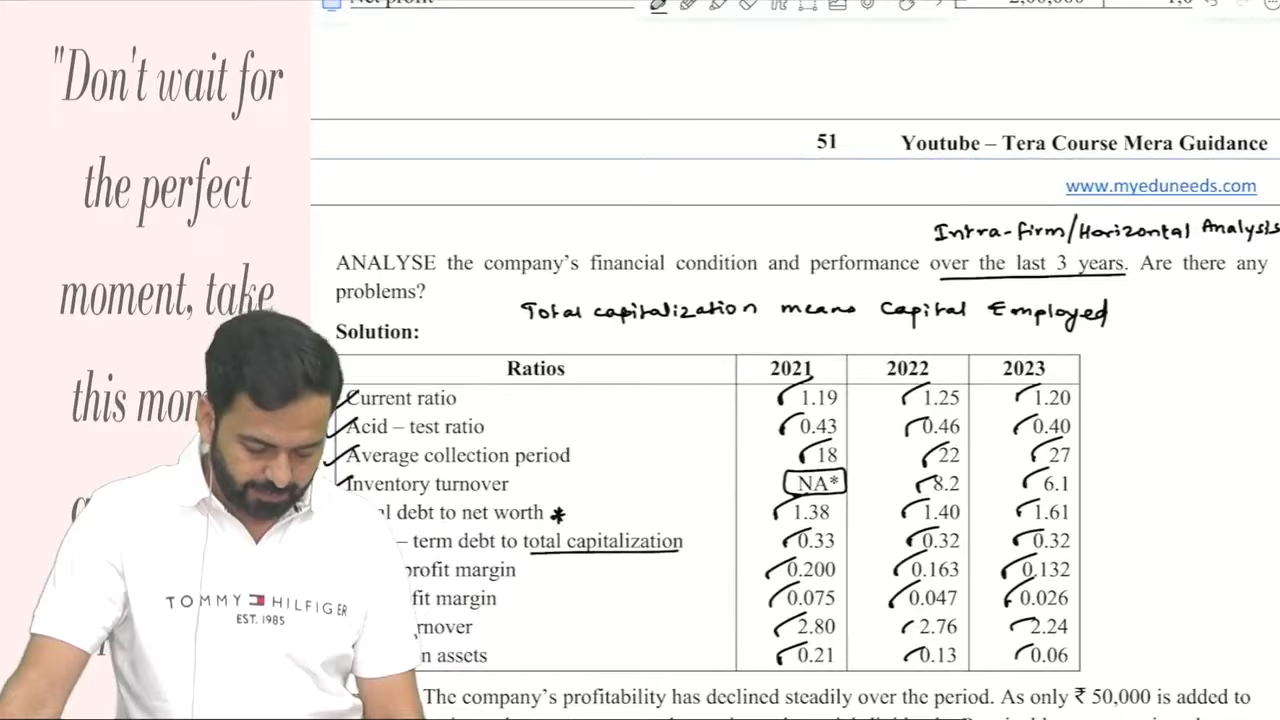 "Don't wait for
the perfect
moment, take
this mom
Net profit
2,00,000
1,0
51 Youtube – Tera Course Mera Guidance
www.myeduneeds.com
Intra-firm/Horizontal Analysis
ANALYSE the company's financial condition and performance over the last 3 years. Are there any
problems?
Total capitalization means Capital Employed
Solution:
Ratios 2021 2022 2023
Current ratio 1.19 1.25 1.20
Acid – test ratio 0.43 0.46 0.40
Average collection period 18 22 27
Inventory turnover NA* 8.2 6.1
l debt to net worth * 1.38 1.40 1.61
– term debt to total capitalization 0.33 0.32 0.32
profit margin 0.200 0.163 0.132
fit margin 0.075 0.047 0.026
rnover 2.80 2.76 2.24
n assets 0.21 0.13 0.06
The company's profitability has declined steadily over the period. As only ₹ 50,000 is added to
TOMMY HILFIGER
EST. 1985